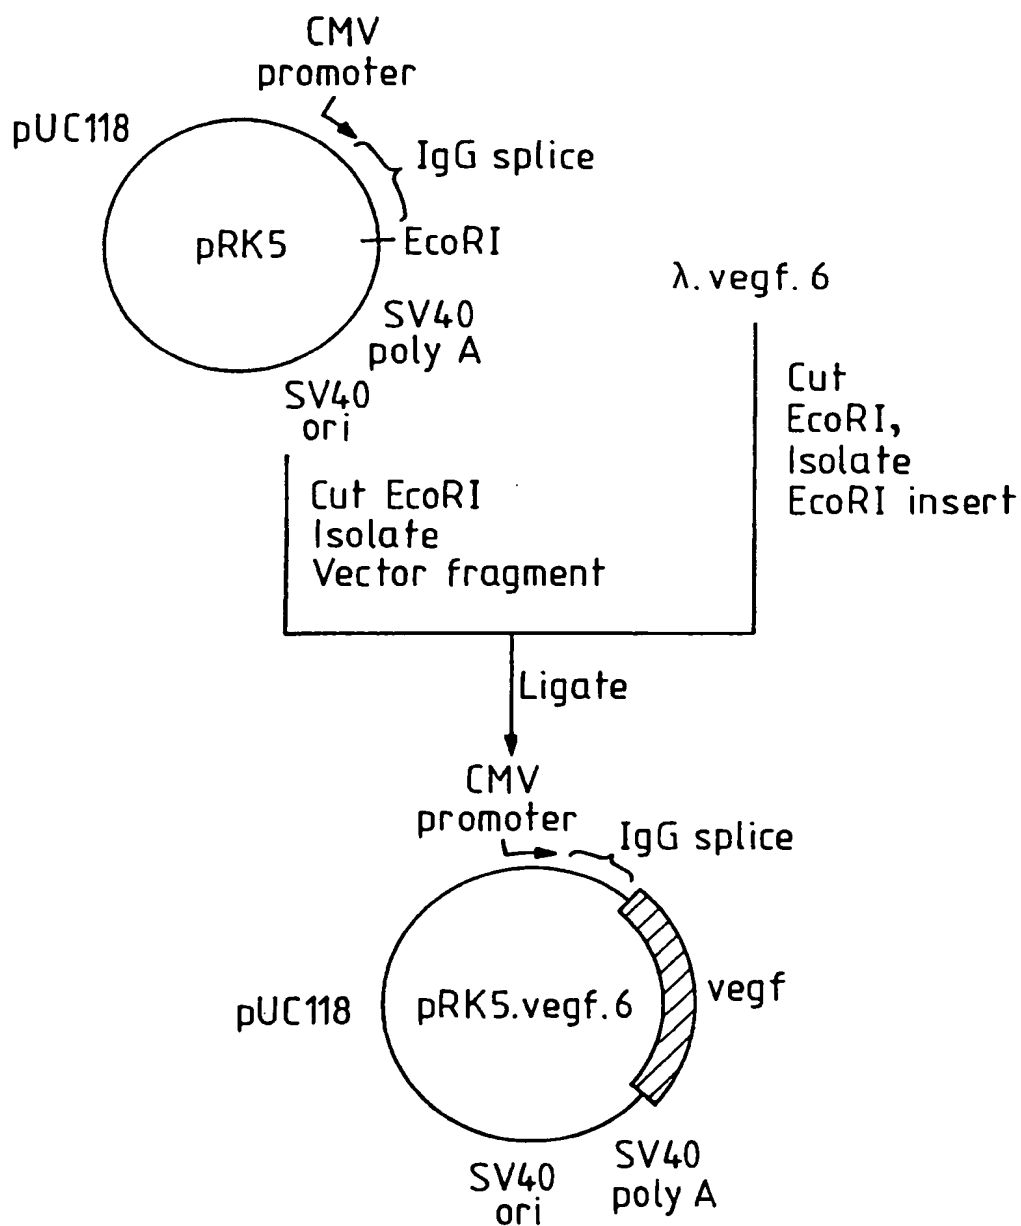 CMV
promoter
pUC118
IgG splice
pRK5
EcoRI
SV40
poly A
SV40
ori
λ.vegf.6
Cut
EcoRI,
Isolate
EcoRI insert
Cut EcoRI
Isolate
Vector fragment
Ligate
CMV
promoter
IgG splice
vegf
pUC118
pRK5.vegf.6
SV40
poly A
SV40
ori